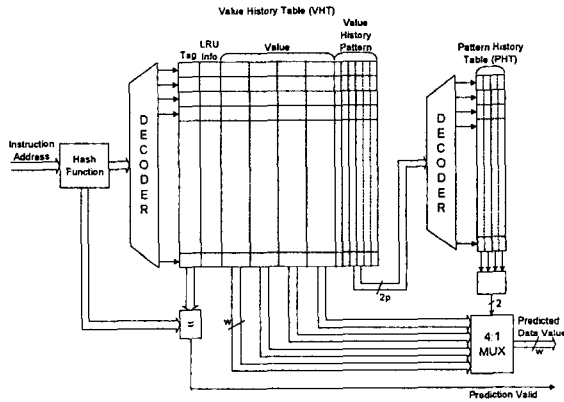 Value History Table (VHT)
Value
History
Pattern
LRU
Tag Info
Value
Pattern History
Table (PHT)
Instruction
Address
Hash
Function
DECODER
DECODER
2p
w
=
2
4:1
MUX
Predicted
Data Value
w
Prediction Valid